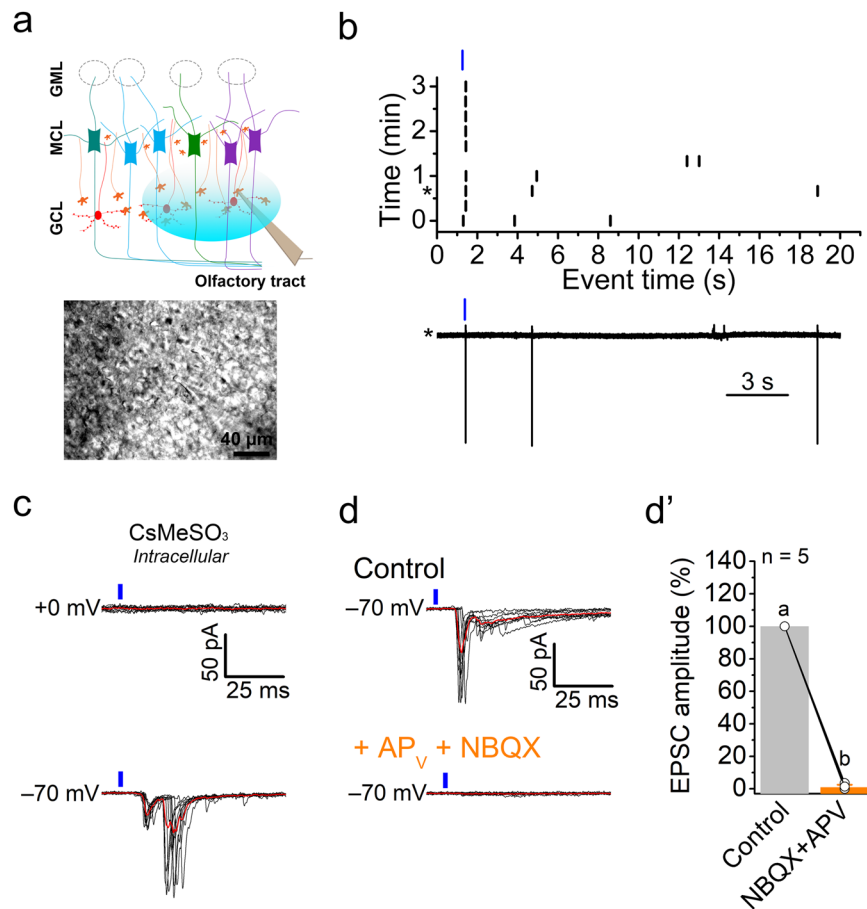 a
GML
MCL
GCL
Olfactory tract
40 µm
b
Time (min)
3
2
1
*
0
0 2 4 6 8 10 12 14 16 18 20
Event time (s)
*
3 s
c
CsMeSO₃
Intracellular
+0 mV
50 pA
25 ms
–70 mV
d
Control
–70 mV
50 pA
25 ms
+ APV + NBQX
–70 mV
d'
EPSC amplitude (%)
140
120
100
80
60
40
20
0
n = 5
a
b
Control
NBQX+APV